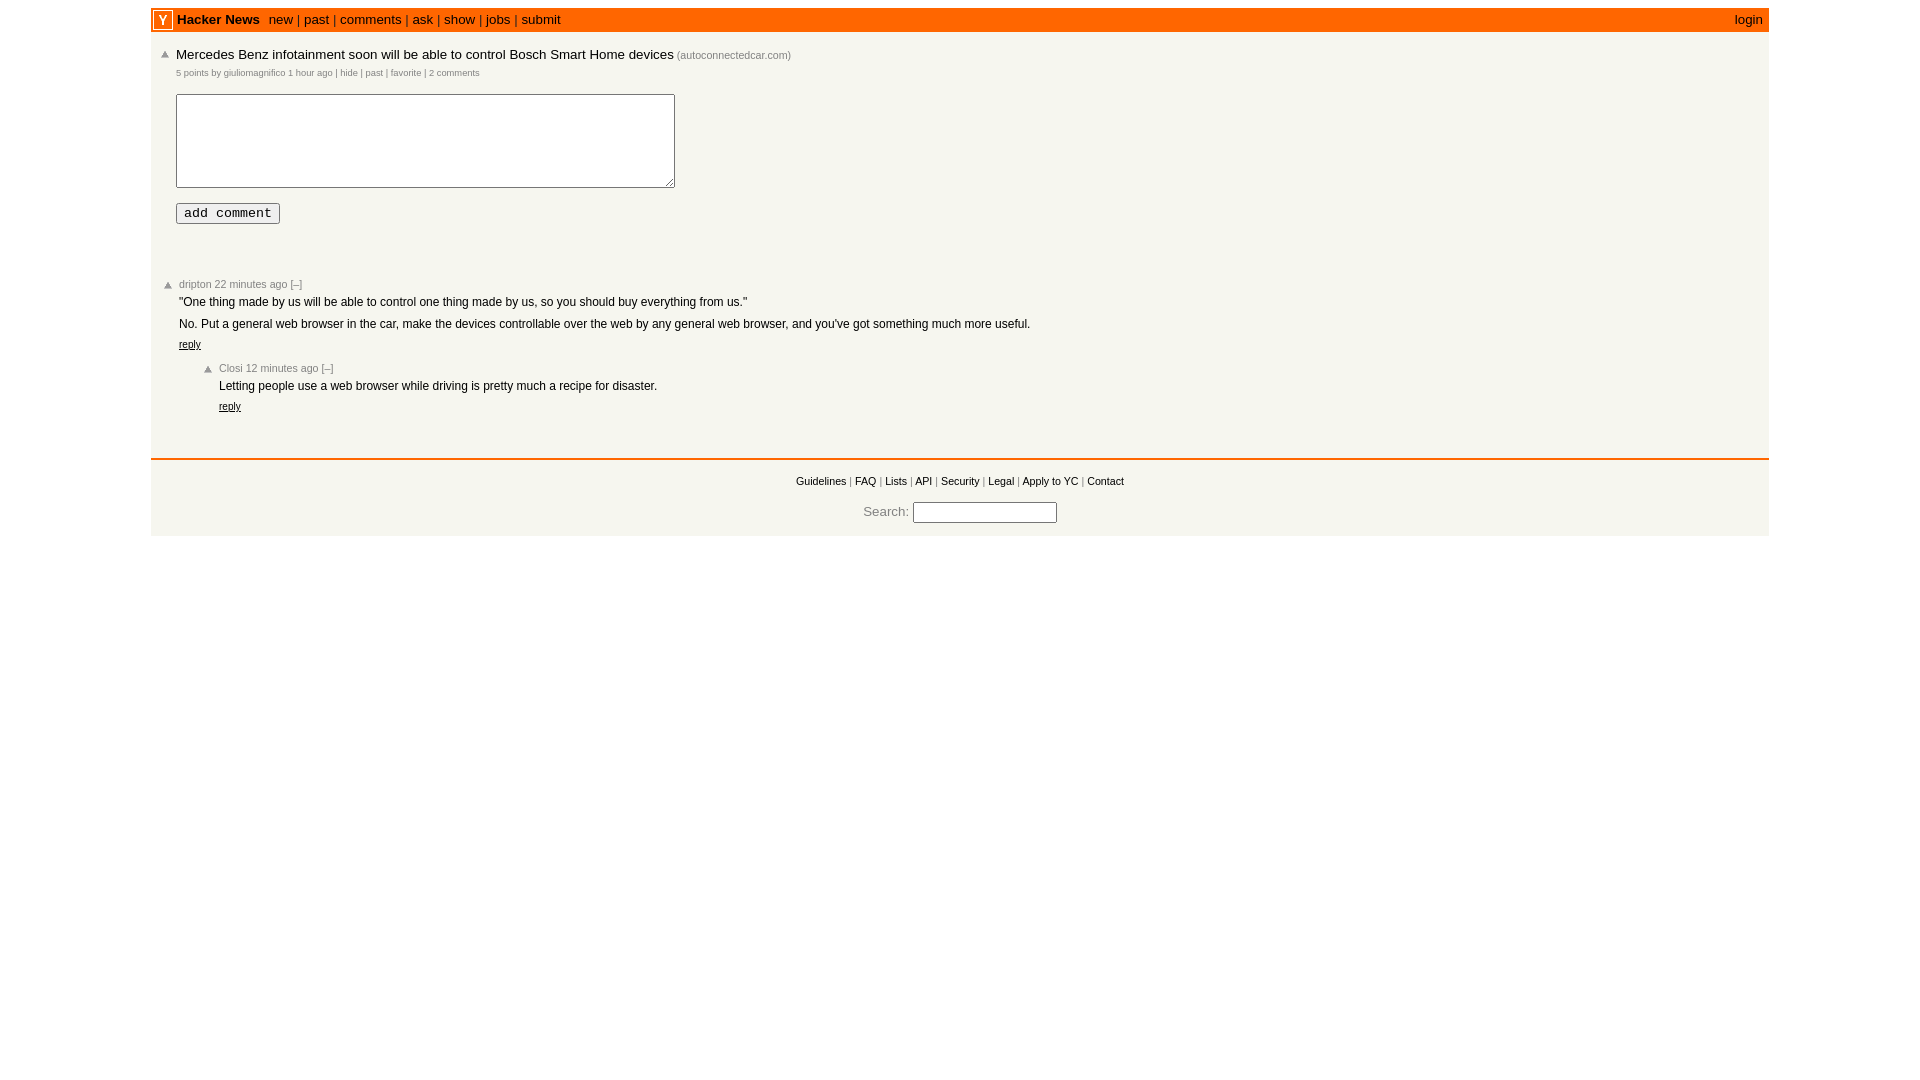 Y Hacker News new | past | comments | ask | show | jobs | submit login
Mercedes Benz infotainment soon will be able to control Bosch Smart Home devices (autoconnectedcar.com)
5 points by giuliomagnifico 1 hour ago | hide | past | favorite | 2 comments
add comment
dripton 22 minutes ago [–]
"One thing made by us will be able to control one thing made by us, so you should buy everything from us."
No. Put a general web browser in the car, make the devices controllable over the web by any general web browser, and you've got something much more useful.
reply
Closi 12 minutes ago [–]
Letting people use a web browser while driving is pretty much a recipe for disaster.
reply
Guidelines | FAQ | Lists | API | Security | Legal | Apply to YC | Contact
Search: